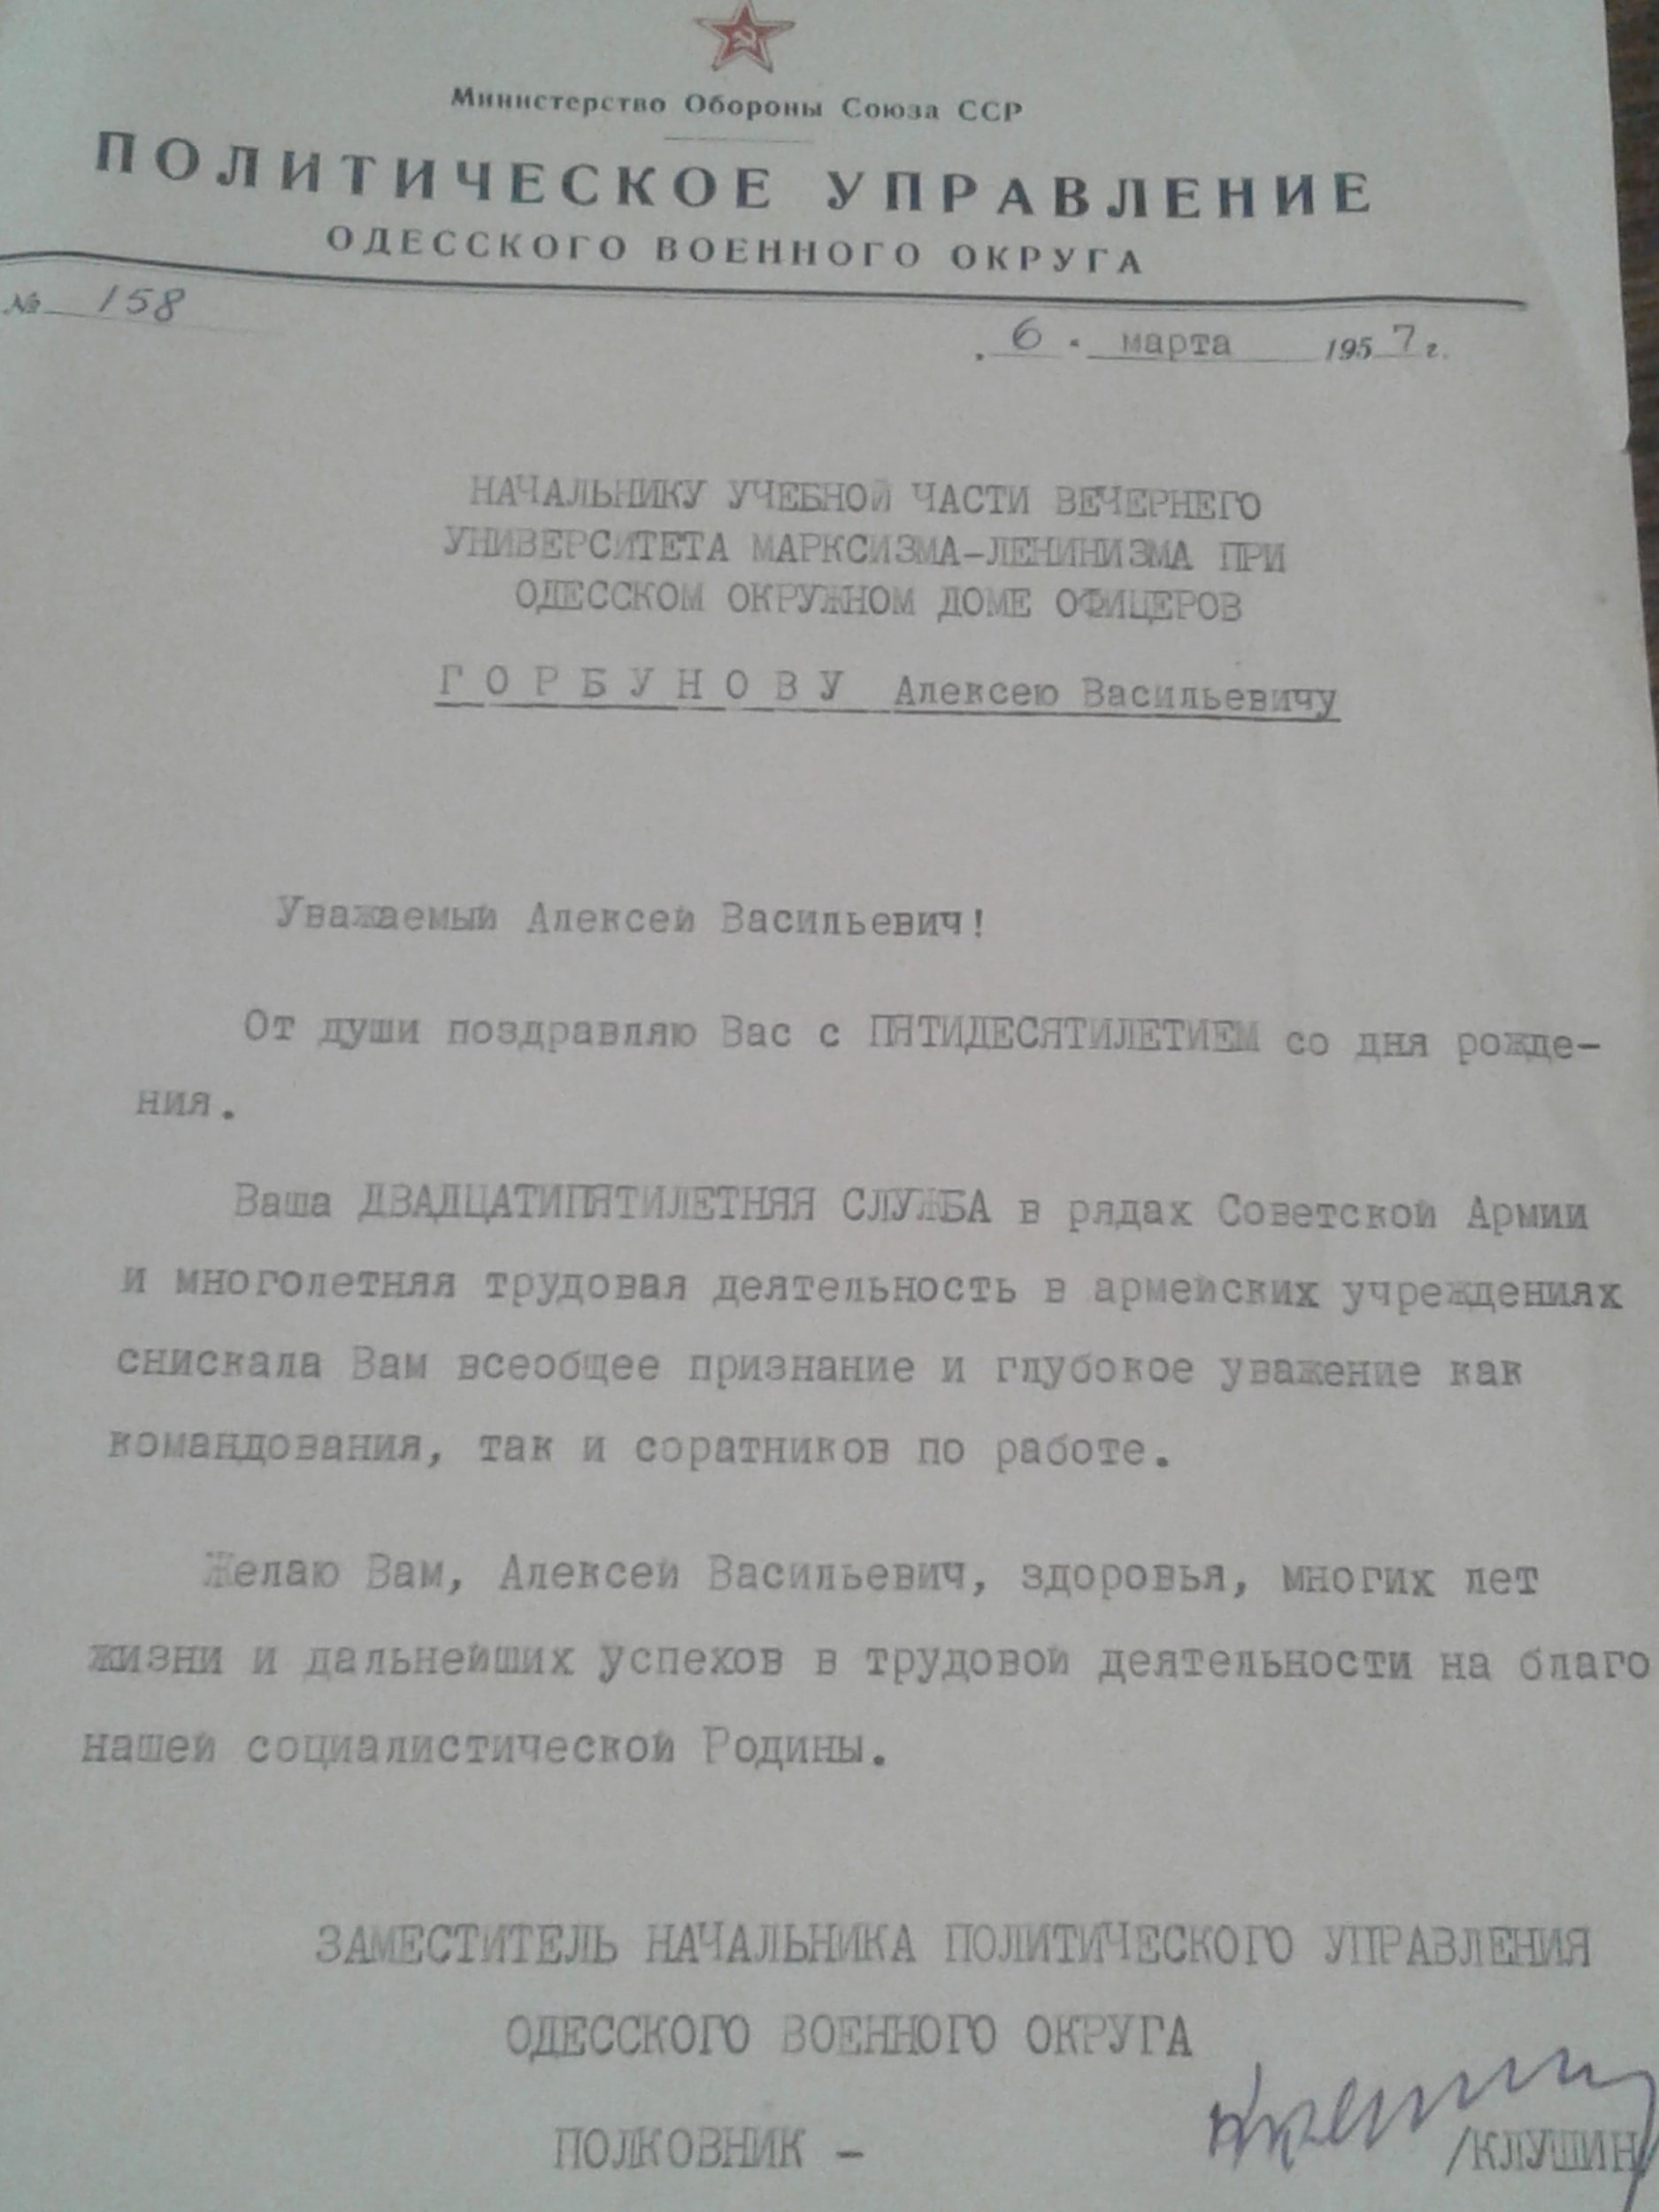 Министерство Обороны Союза ССР
ПОЛИТИЧЕСКОЕ УПРАВЛЕНИЕ
ОДЕССКОГО ВОЕННОГО ОКРУГА
№ 158
„ 6 " марта 1957 г.
НАЧАЛЬНИКУ УЧЕБНОЙ ЧАСТИ ВЕЧЕРНЕГО
УНИВЕРСИТЕТА МАРКСИЗМА-ЛЕНИНИЗМА ПРИ
ОДЕССКОМ ОКРУЖНОМ ДОМЕ ОФИЦЕРОВ
Г О Р Б У Н О В У Алексею Васильевичу
Уважаемый Алексей Васильевич!
От души поздравляю Вас с ПЯТИДЕСЯТИЛЕТИЕМ со дня рожде-
ния.
Ваша ДВАДЦАТИПЯТИЛЕТНЯЯ СЛУЖБА в рядах Советской Армии
и многолетняя трудовая деятельность в армейских учреждениях
снискала Вам всеобщее признание и глубокое уважение как
командования, так и соратников по работе.
Желаю Вам, Алексей Васильевич, здоровья, многих лет
жизни и дальнейших успехов в трудовой деятельности на благо
нашей социалистической Родины.
ЗАМЕСТИТЕЛЬ НАЧАЛЬНИКА ПОЛИТИЧЕСКОГО УПРАВЛЕНИЯ
ОДЕССКОГО ВОЕННОГО ОКРУГА
ПОЛКОВНИК – /КЛУШИН/